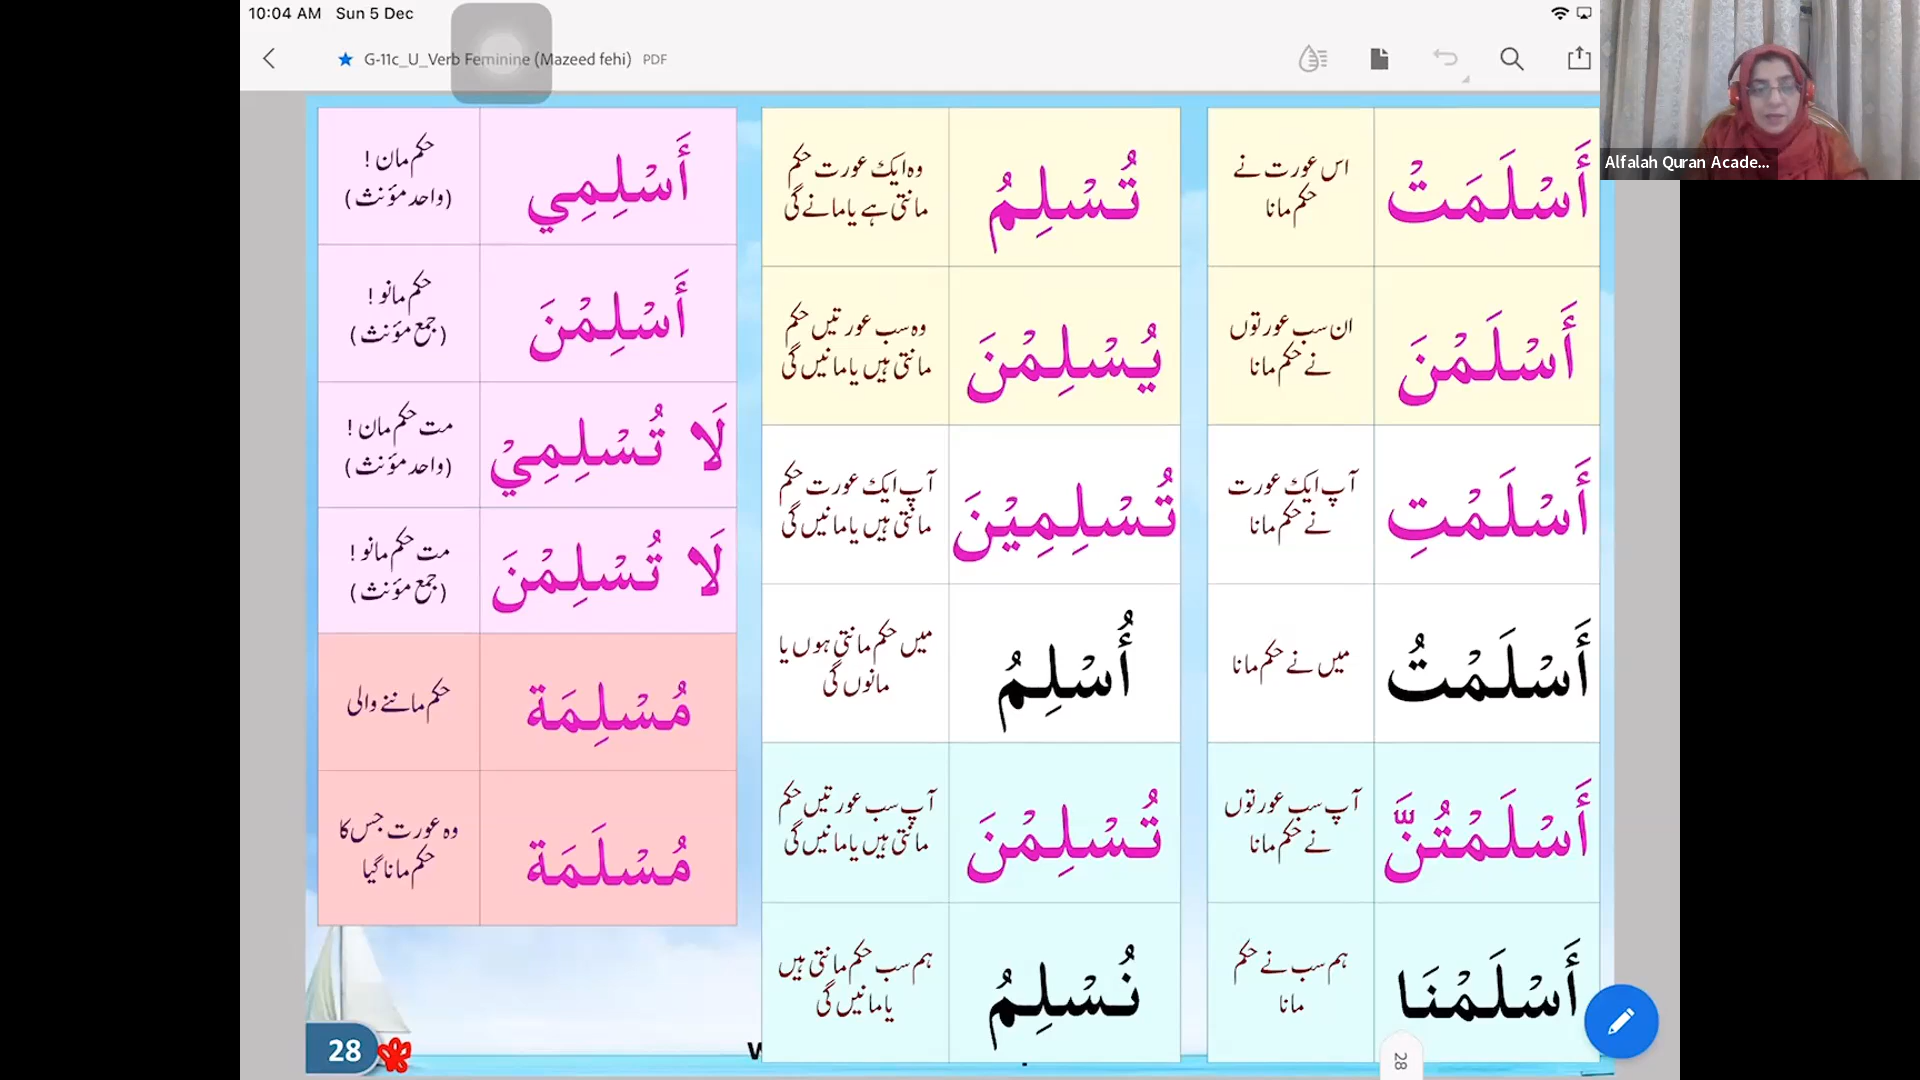 10:04 AM Sun 5 Dec
G-11c_U_Verb Feminine (Mazeed fehi) PDF
Alfalah Quran Acade...
أَسْلَمَتْ
اس عورت نے
حکم مانا
أَسْلَمْنَ
ان سب عورتوں
نے حکم مانا
أَسْلَمْتِ
آپ ایک عورت
نے حکم مانا
أَسْلَمْتُ
میں نے حکم مانا
أَسْلَمْتُنَّ
آپ سب عورتوں
نے حکم مانا
أَسْلَمْنَا
ہم سب نے حکم
مانا
تُسْلِمُ
وہ ایک عورت حکم
مانتی ہے یا مانے گی
يُسْلِمْنَ
وہ سب عورتیں حکم
مانتی ہیں یا مانیں گی
تُسْلِمِيْنَ
آپ ایک عورت حکم
مانتی ہیں یا مانیں گی
أُسْلِمُ
میں حکم مانتی ہوں یا
مانوں گی
تُسْلِمْنَ
آپ سب عورتیں حکم
مانتی ہیں یا مانیں گی
نُسْلِمُ
ہم سب حکم مانتی ہیں
یا مانیں گی
أَسْلِمِي
حکم مان !
(واحد مؤنث)
أَسْلِمْنَ
حکم مانو !
(جمع مؤنث)
لَا تُسْلِمِيْ
مت حکم مان !
(واحد مؤنث)
لَا تُسْلِمْنَ
مت حکم مانو !
(جمع مؤنث)
مُسْلِمَة
حکم ماننے والی
مُسْلَمَة
وہ عورت جس کا
حکم مانا گیا
28
28